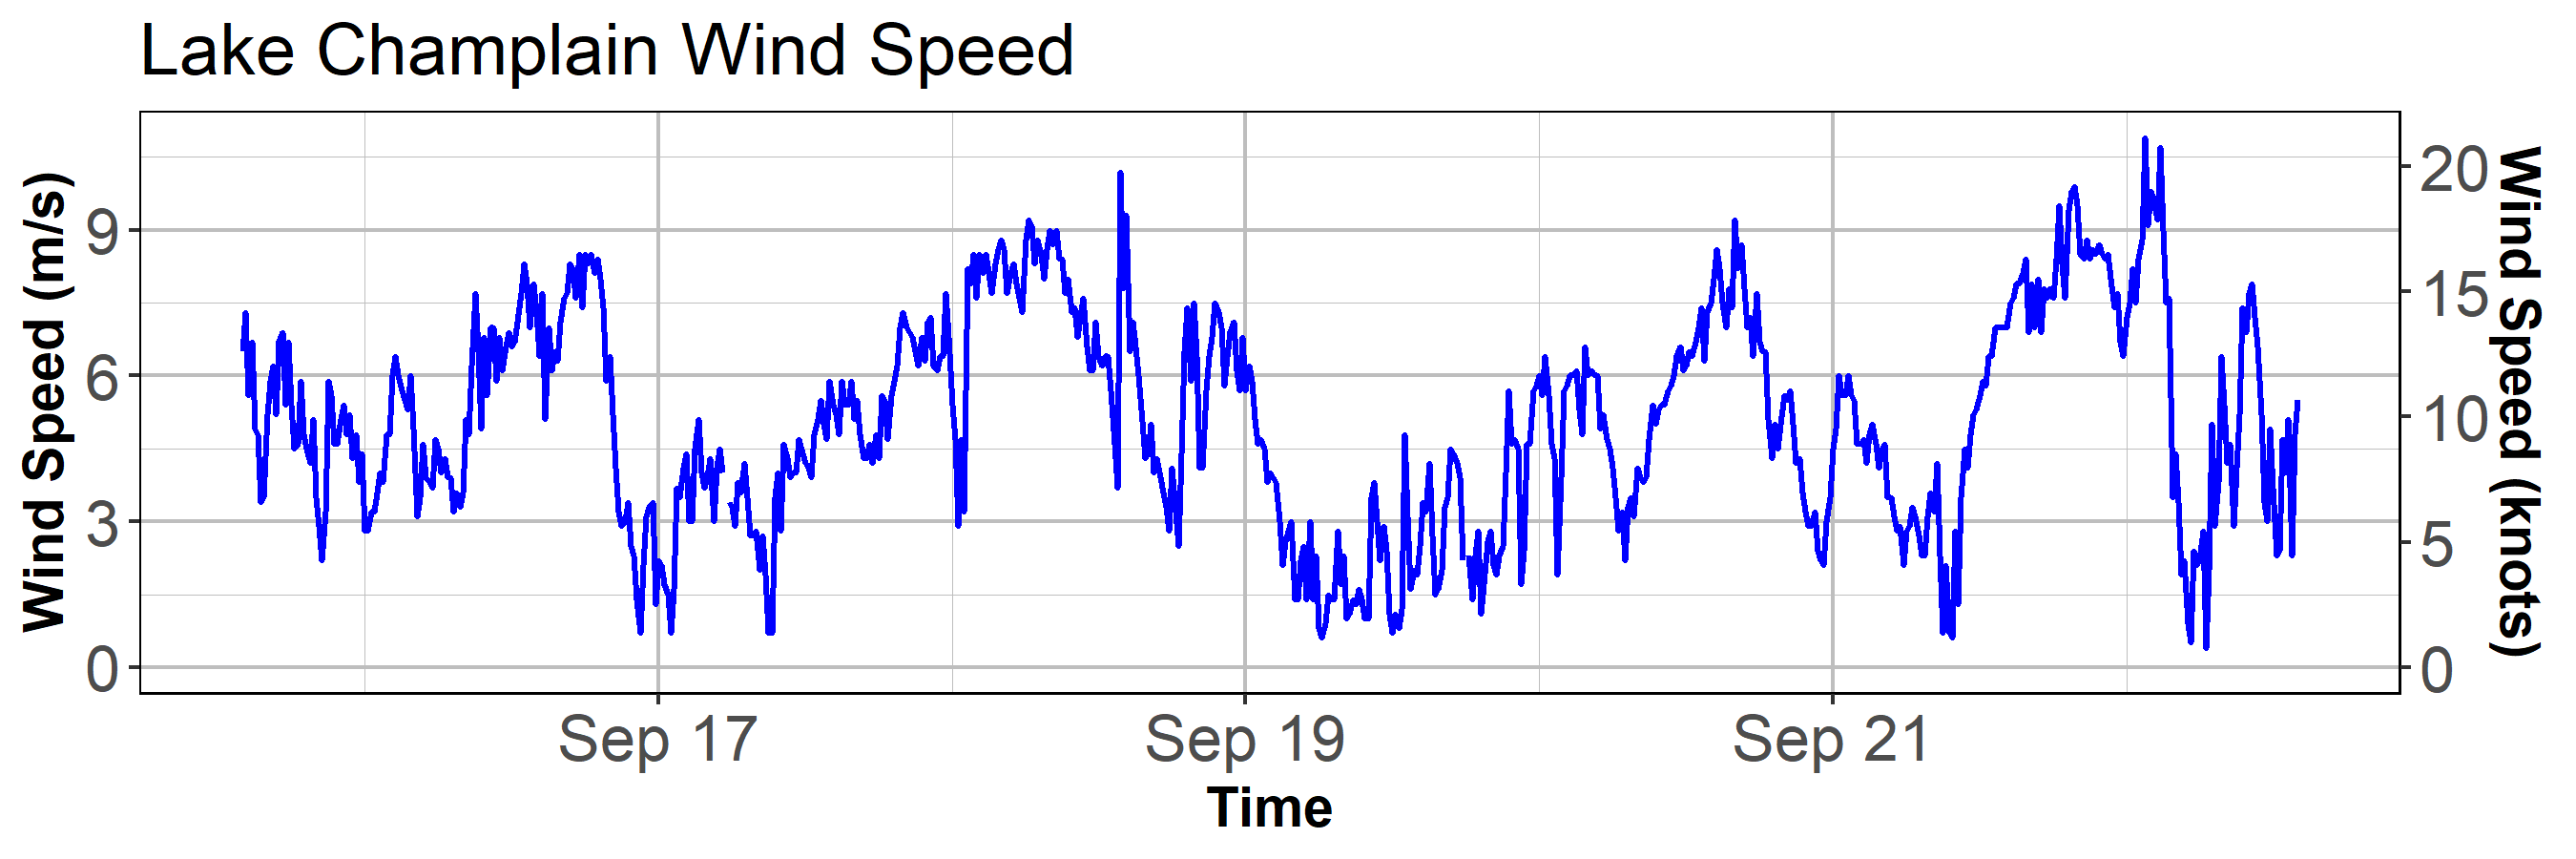 Lake Champlain Wind Speed
Wind Speed (m/s)
9
6
3
0
20
15
10
5
0
Wind Speed (knots)
Sep 17
Sep 19
Sep 21
Time